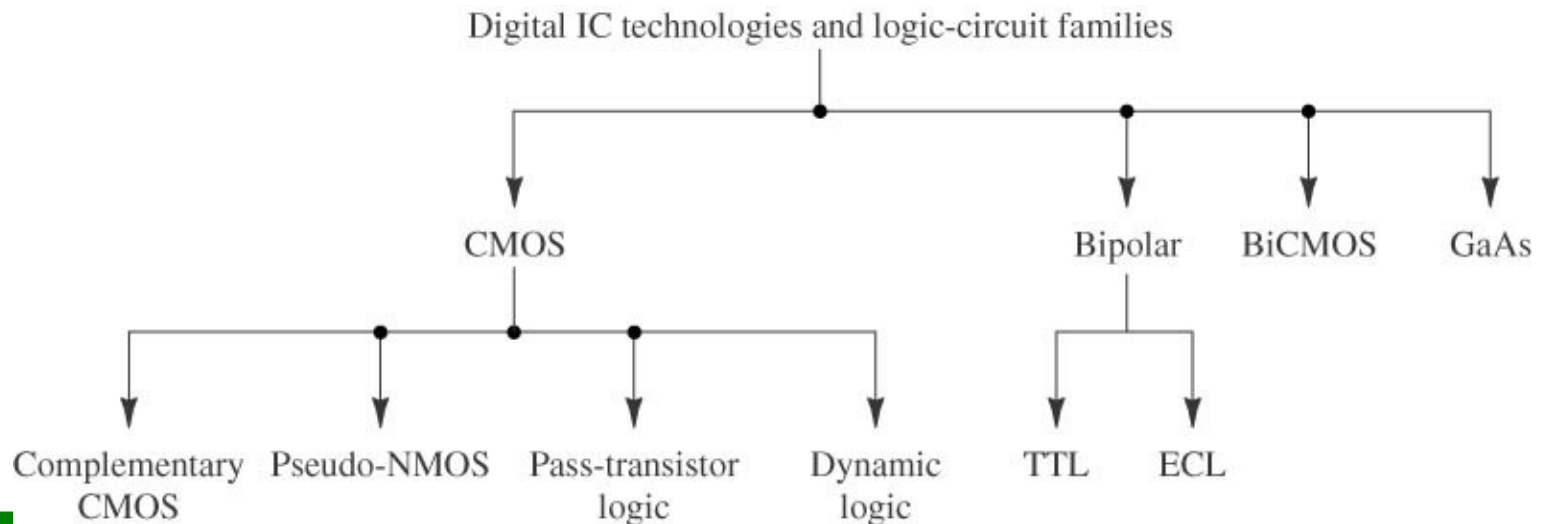 Digital IC technologies and logic-circuit families
CMOS
Bipolar
BiCMOS
GaAs
Complementary
CMOS
Pseudo-NMOS
Pass-transistor
logic
Dynamic
logic
TTL
ECL